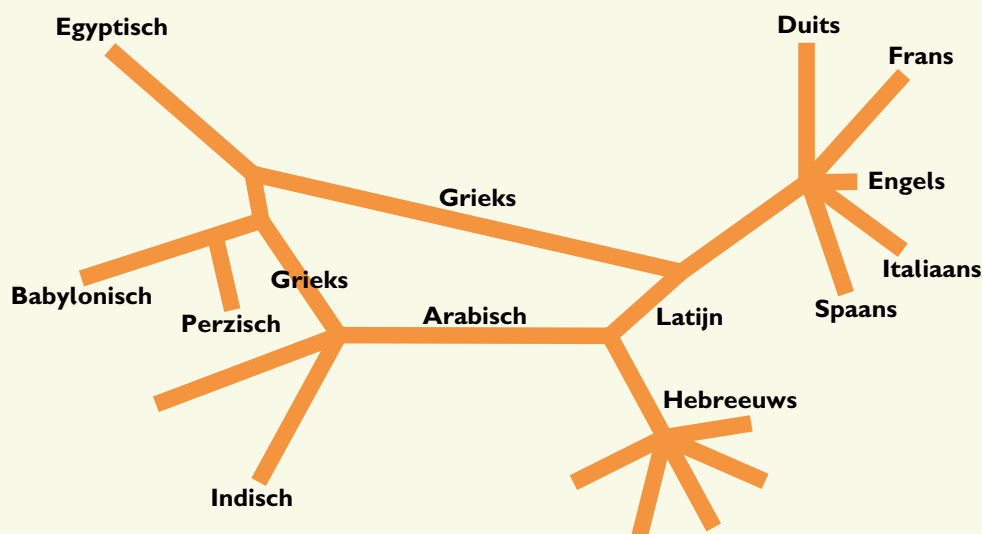 Egyptisch
Duits
Frans
Engels
Grieks
Italiaans
Grieks
Babylonisch
Spaans
Arabisch
Latijn
Perzisch
Hebreeuws
Indisch